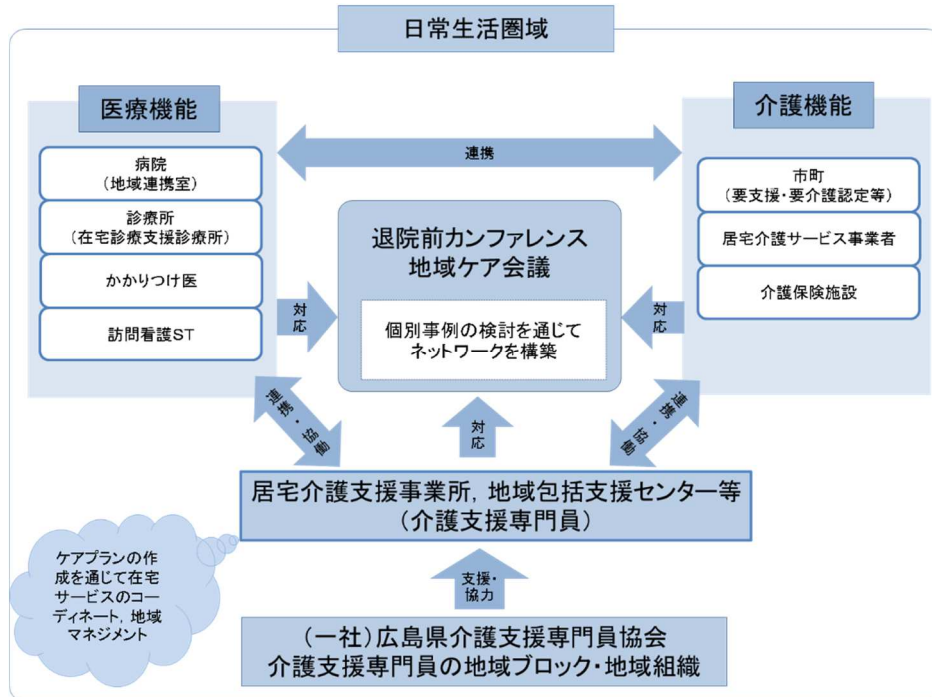 日常生活圏域
医療機能
病院
（地域連携室）
診療所
（在宅診療支援診療所）
かかりつけ医
訪問看護ST
連携
介護機能
市町
（要支援・要介護認定等）
居宅介護サービス事業者
介護保険施設
退院前カンファレンス
地域ケア会議
個別事例の検討を通じて
ネットワークを構築
対応
対応
連携・協働
対応
連携・協働
居宅介護支援事業所，地域包括支援センター等
（介護支援専門員）
ケアプランの作
成を通じて在宅
サービスのコー
ディネート，地域
マネジメント
支援・
協力
（一社）広島県介護支援専門員協会
介護支援専門員の地域ブロック・地域組織